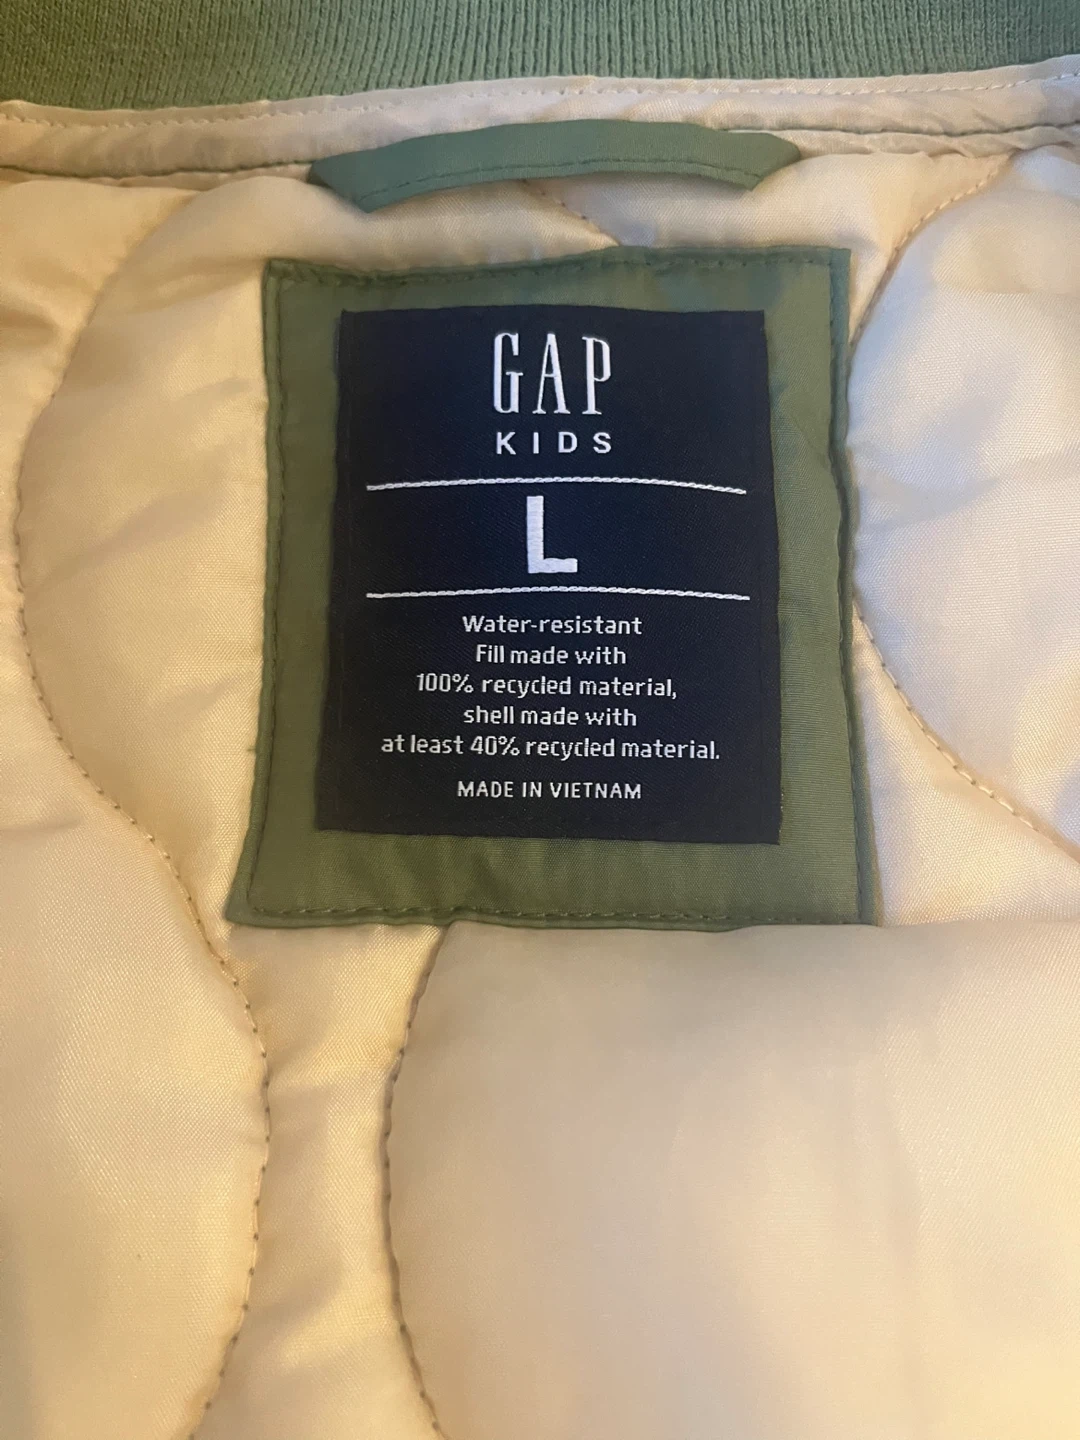 GAP
KIDS
L
Water-resistant
Fill made with
100% recycled material,
shell made with
at least 40% recycled material.
MADE IN VIETNAM